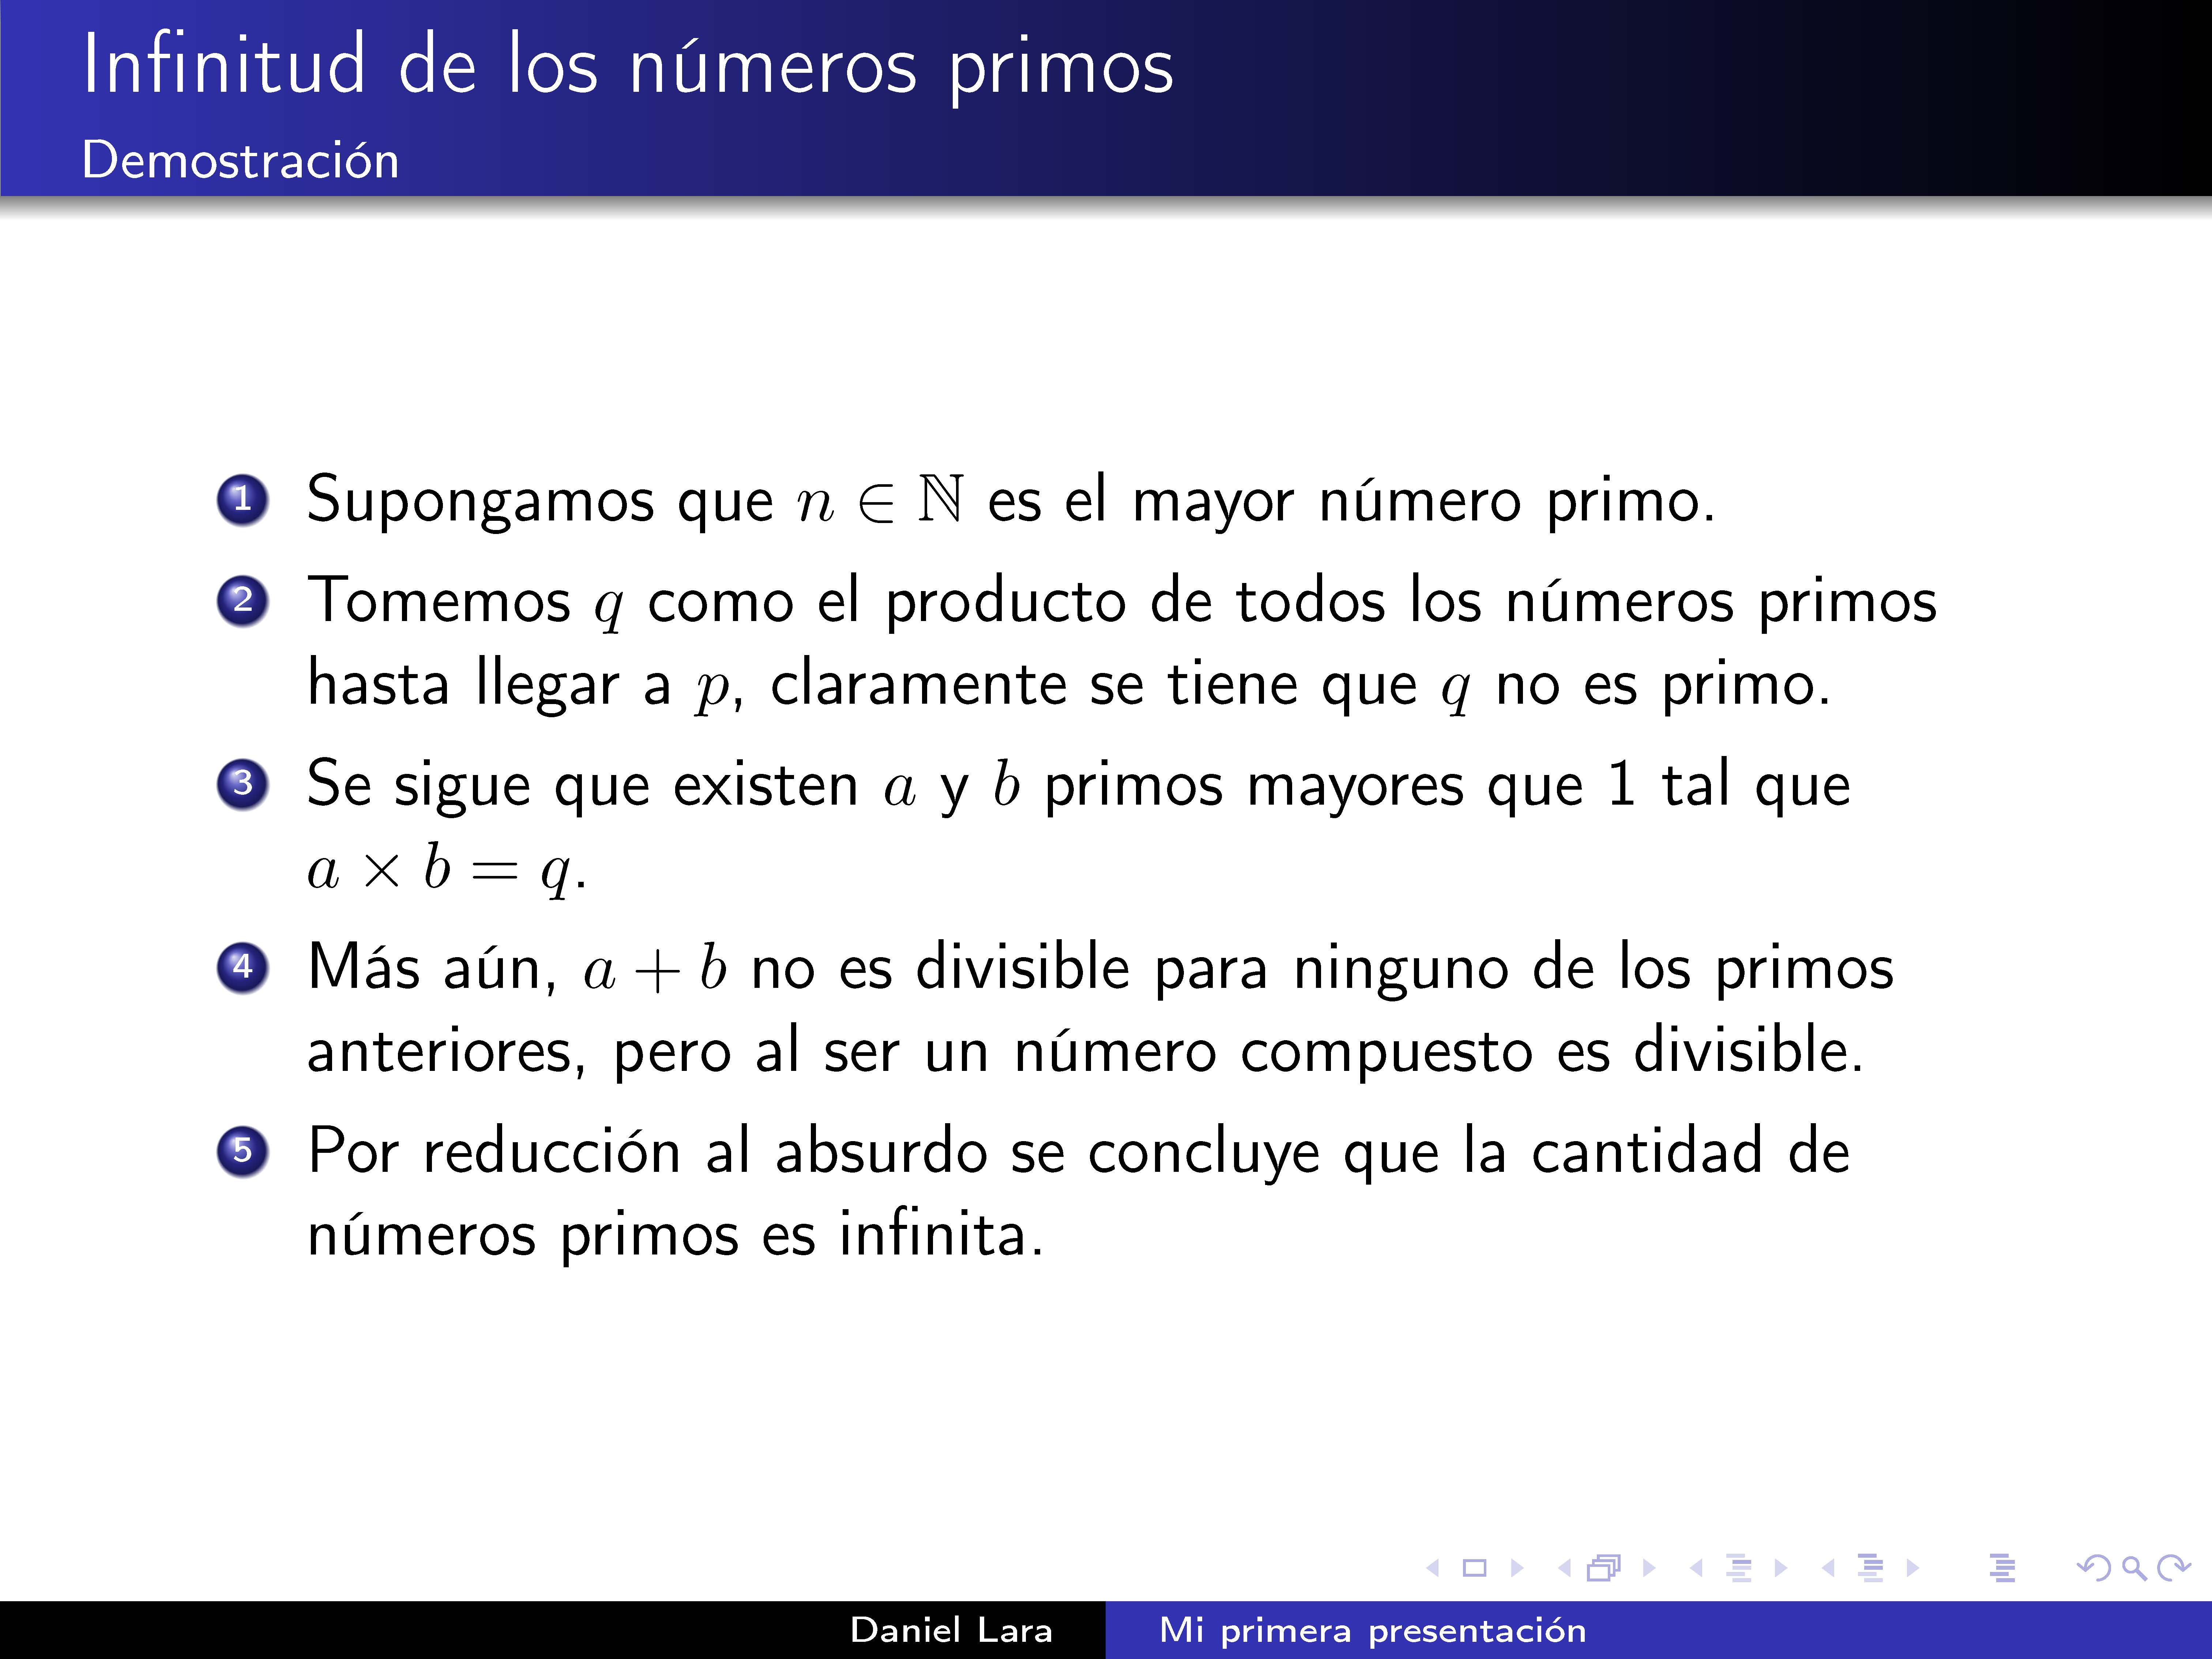 Infinitud de los números primos
Demostración
1 Supongamos que n ∈ ℕ es el mayor número primo.
2 Tomemos q como el producto de todos los números primos
hasta llegar a p, claramente se tiene que q no es primo.
3 Se sigue que existen a y b primos mayores que 1 tal que
a × b = q.
4 Más aún, a + b no es divisible para ninguno de los primos
anteriores, pero al ser un número compuesto es divisible.
5 Por reducción al absurdo se concluye que la cantidad de
números primos es infinita.
Daniel Lara Mi primera presentación